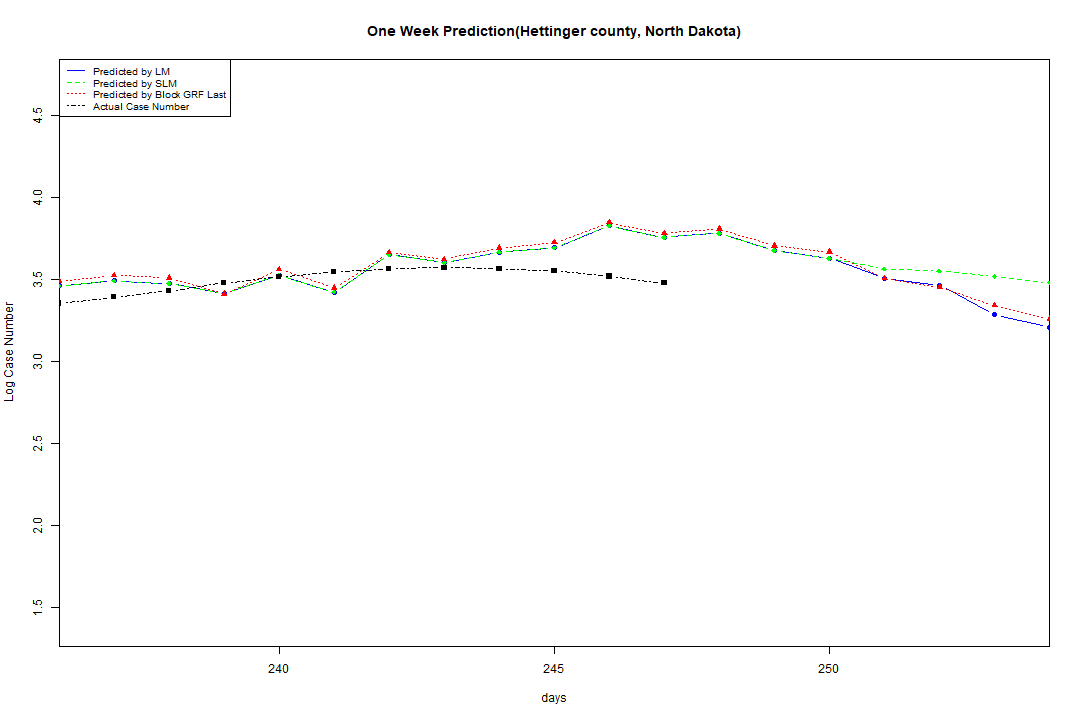 One Week Prediction(Hettinger county, North Dakota)
Predicted by LM
Predicted by SLM
Predicted by Block GRF Last
Actual Case Number
4.5
4.0
3.5
3.0
2.5
2.0
1.5
Log Case Number
240
245
250
days